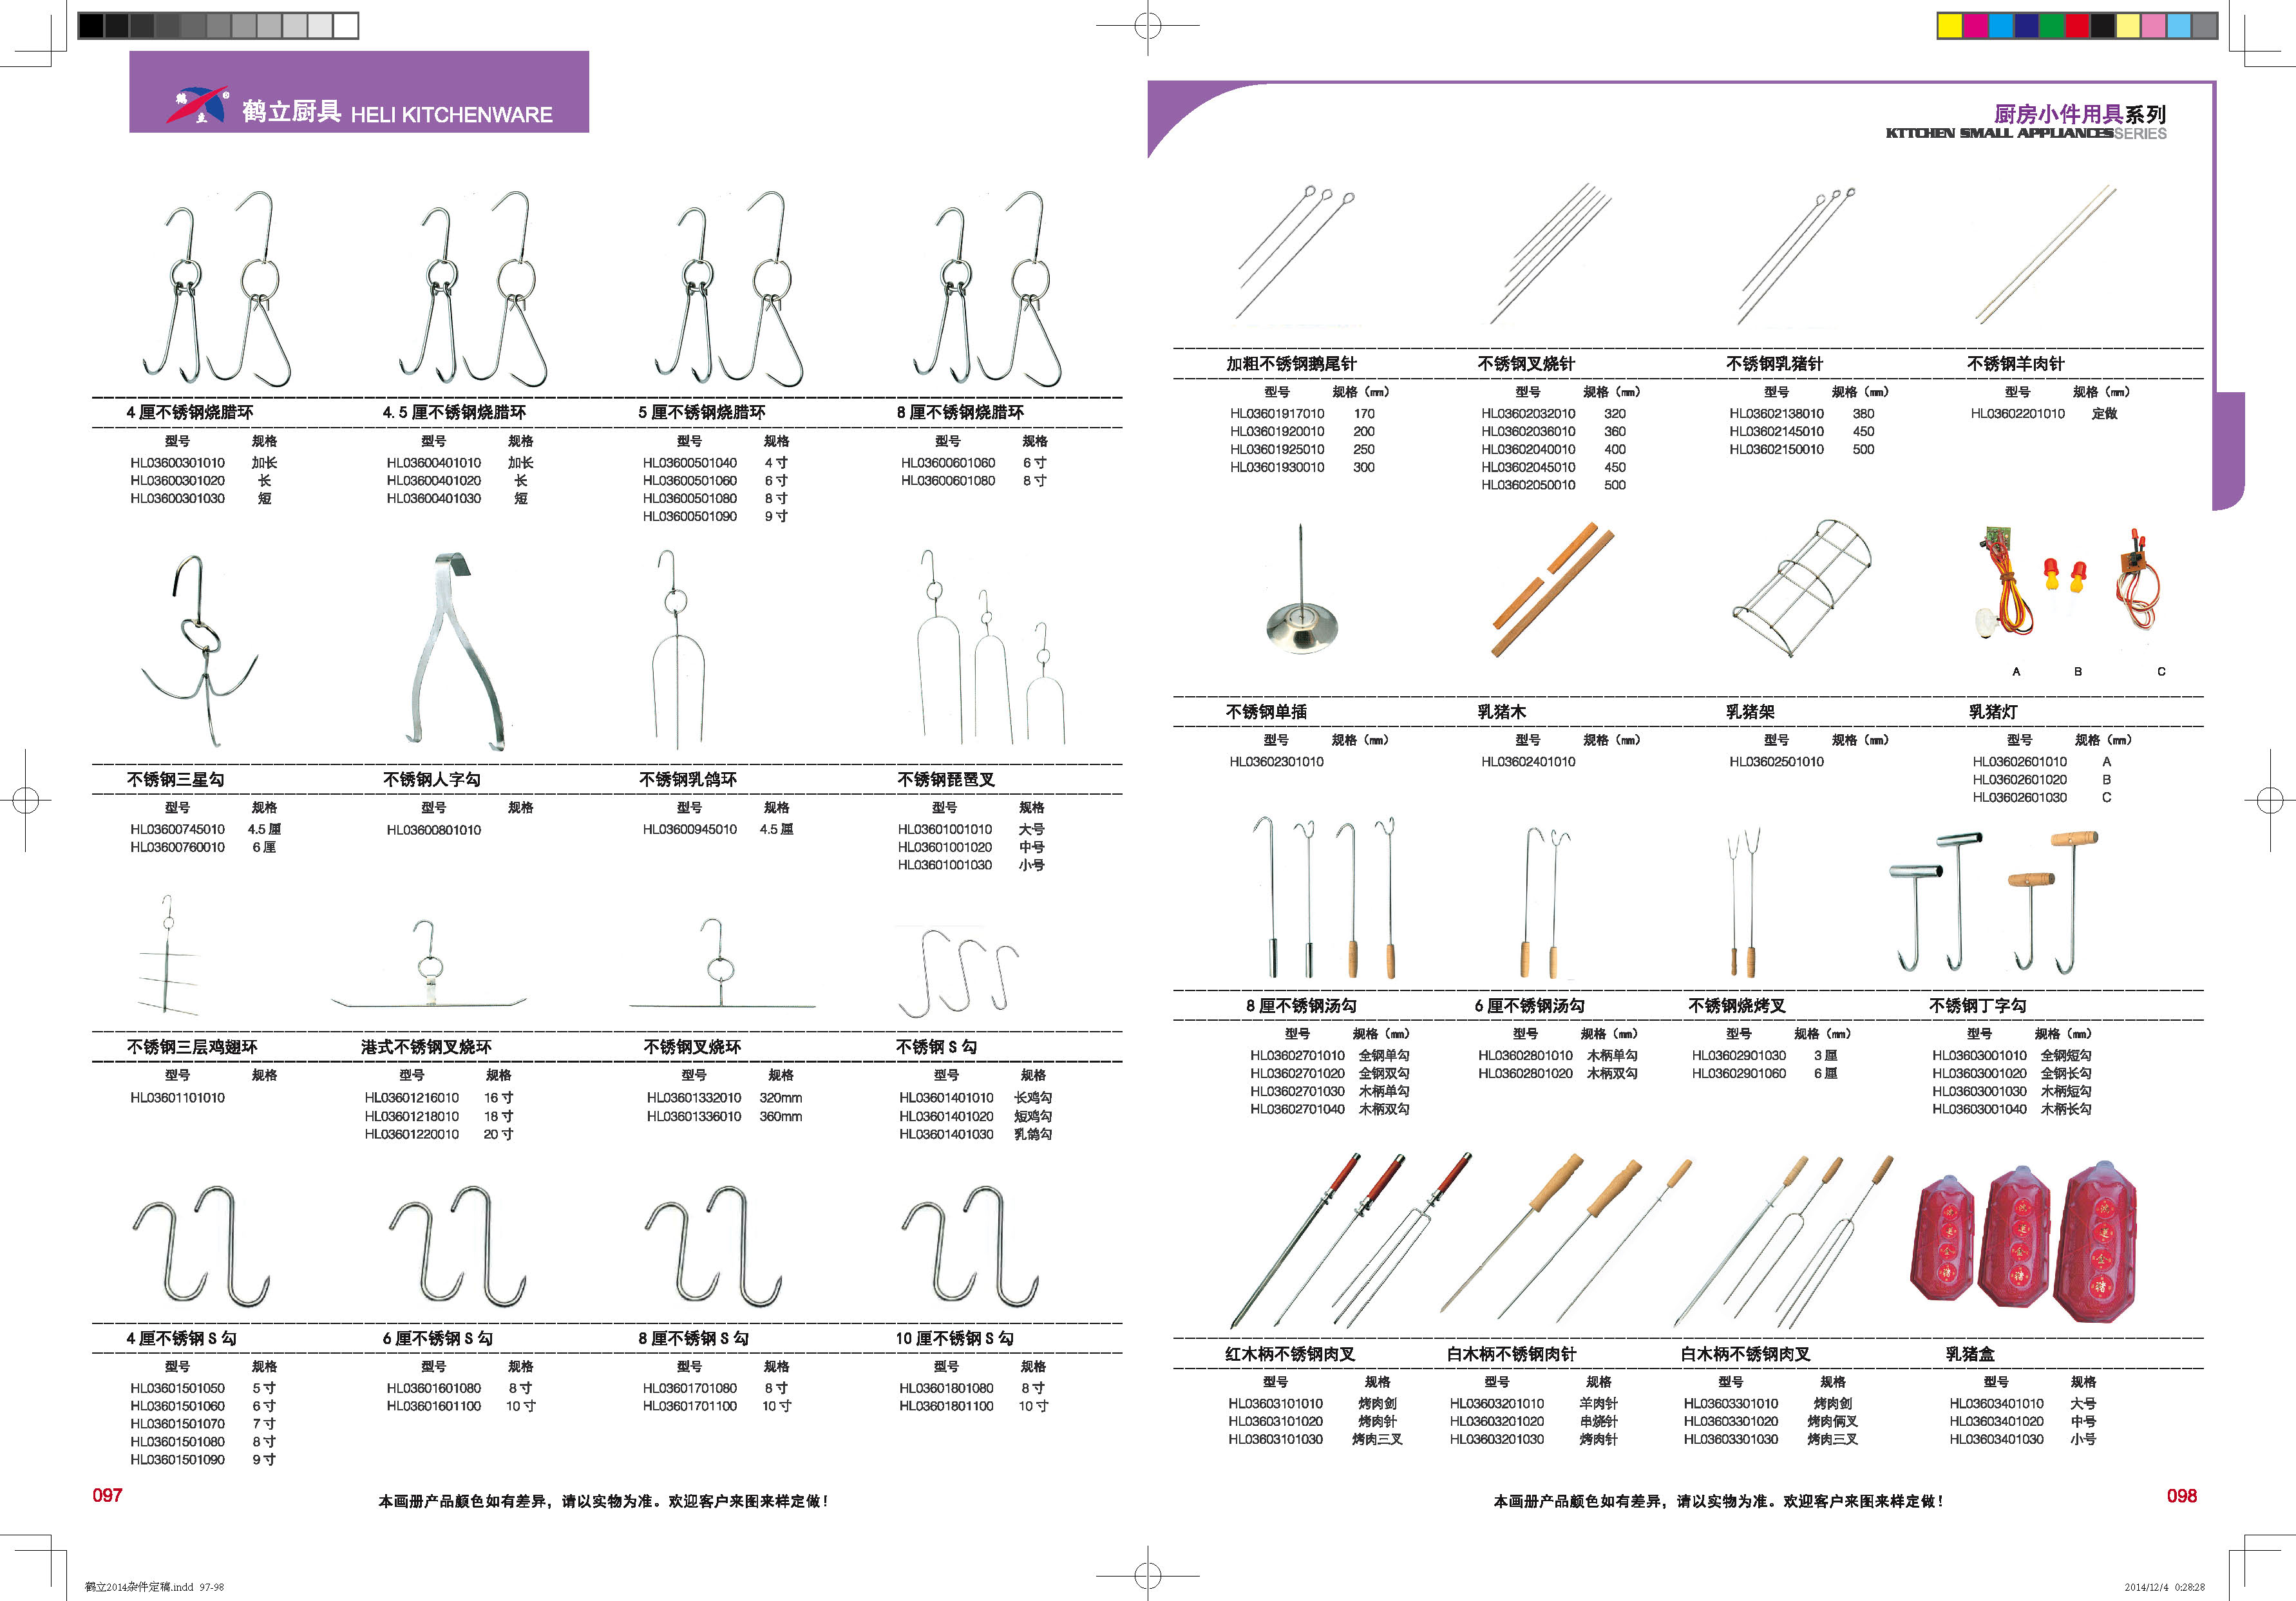 鹤立
鹤立厨具 HELI KITCHENWARE
4 厘不锈钢烧腊环 4.5 厘不锈钢烧腊环 5 厘不锈钢烧腊环 8 厘不锈钢烧腊环
型号 规格 型号 规格 型号 规格 型号 规格
HL03600301010 加长 HL03600401010 加长 HL03600501040 4 寸 HL03600601060 6 寸
HL03600301020 长 HL03600401020 长 HL03600501060 6 寸 HL03600601080 8 寸
HL03600301030 短 HL03600401030 短 HL03600501080 8 寸
HL03600501090 9 寸
不锈钢三星勾 不锈钢人字勾 不锈钢乳鸽环 不锈钢琵琶叉
型号 规格 型号 规格 型号 规格 型号 规格
HL03600745010 4.5 厘 HL03600801010 HL03600945010 4.5 厘 HL03601001010 大号
HL03600760010 6 厘 HL03601001020 中号
HL03601001030 小号
不锈钢三层鸡翅环 港式不锈钢叉烧环 不锈钢叉烧环 不锈钢 S 勾
型号 规格 型号 规格 型号 规格 型号 规格
HL03601101010 HL03601216010 16 寸 HL03601332010 320mm HL03601401010 长鸡勾
HL03601218010 18 寸 HL03601336010 360mm HL03601401020 短鸡勾
HL03601220010 20 寸 HL03601401030 乳鸽勾
4 厘不锈钢 S 勾 6 厘不锈钢 S 勾 8 厘不锈钢 S 勾 10 厘不锈钢 S 勾
型号 规格 型号 规格 型号 规格 型号 规格
HL03601501050 5 寸 HL03601601080 8 寸 HL03601701080 8 寸 HL03601801080 8 寸
HL03601501060 6 寸 HL03601601100 10 寸 HL03601701100 10 寸 HL03601801100 10 寸
HL03601501070 7 寸
HL03601501080 8 寸
HL03601501090 9 寸
097
本画册产品颜色如有差异，请以实物为准。欢迎客户来图来样定做！
厨房小件用具系列
KTTCHEN SMALL APPLIANCESSERIES
加粗不锈钢鹅尾针 不锈钢叉烧针 不锈钢乳猪针 不锈钢羊肉针
型号 规格（mm） 型号 规格（mm） 型号 规格（mm） 型号 规格（mm）
HL03601917010 170 HL03602032010 320 HL03602138010 380 HL03602201010 定做
HL03601920010 200 HL03602036010 360 HL03602145010 450
HL03601925010 250 HL03602040010 400 HL03602150010 500
HL03601930010 300 HL03602045010 450
HL03602050010 500
A B C
不锈钢单插 乳猪木 乳猪架 乳猪灯
型号 规格（mm） 型号 规格（mm） 型号 规格（mm） 型号 规格（mm）
HL03602301010 HL03602401010 HL03602501010 HL03602601010 A
HL03602601020 B
HL03602601030 C
8 厘不锈钢汤勾 6 厘不锈钢汤勾 不锈钢烧烤叉 不锈钢丁字勾
型号 规格（mm） 型号 规格（mm） 型号 规格（mm） 型号 规格（mm）
HL03602701010 全钢单勾 HL03602801010 木柄单勾 HL03602901030 3 厘 HL03603001010 全钢短勾
HL03602701020 全钢双勾 HL03602801020 木柄双勾 HL03602901060 6 厘 HL03603001020 全钢长勾
HL03602701030 木柄单勾 HL03603001030 木柄短勾
HL03602701040 木柄双勾 HL03603001040 木柄长勾
红木柄不锈钢肉叉 白木柄不锈钢肉针 白木柄不锈钢肉叉 乳猪盒
型号 规格 型号 规格 型号 规格 型号 规格
HL03603101010 烤肉剑 HL03603201010 羊肉针 HL03603301010 烤肉剑 HL03603401010 大号
HL03603101020 烤肉针 HL03603201020 串烧针 HL03603301020 烤肉俩叉 HL03603401020 中号
HL03603101030 烤肉三叉 HL03603201030 烤肉针 HL03603301030 烤肉三叉 HL03603401030 小号
本画册产品颜色如有差异，请以实物为准。欢迎客户来图来样定做！
098
鹤立2014杂件定稿.indd 97-98
2014/12/4 0:28:28